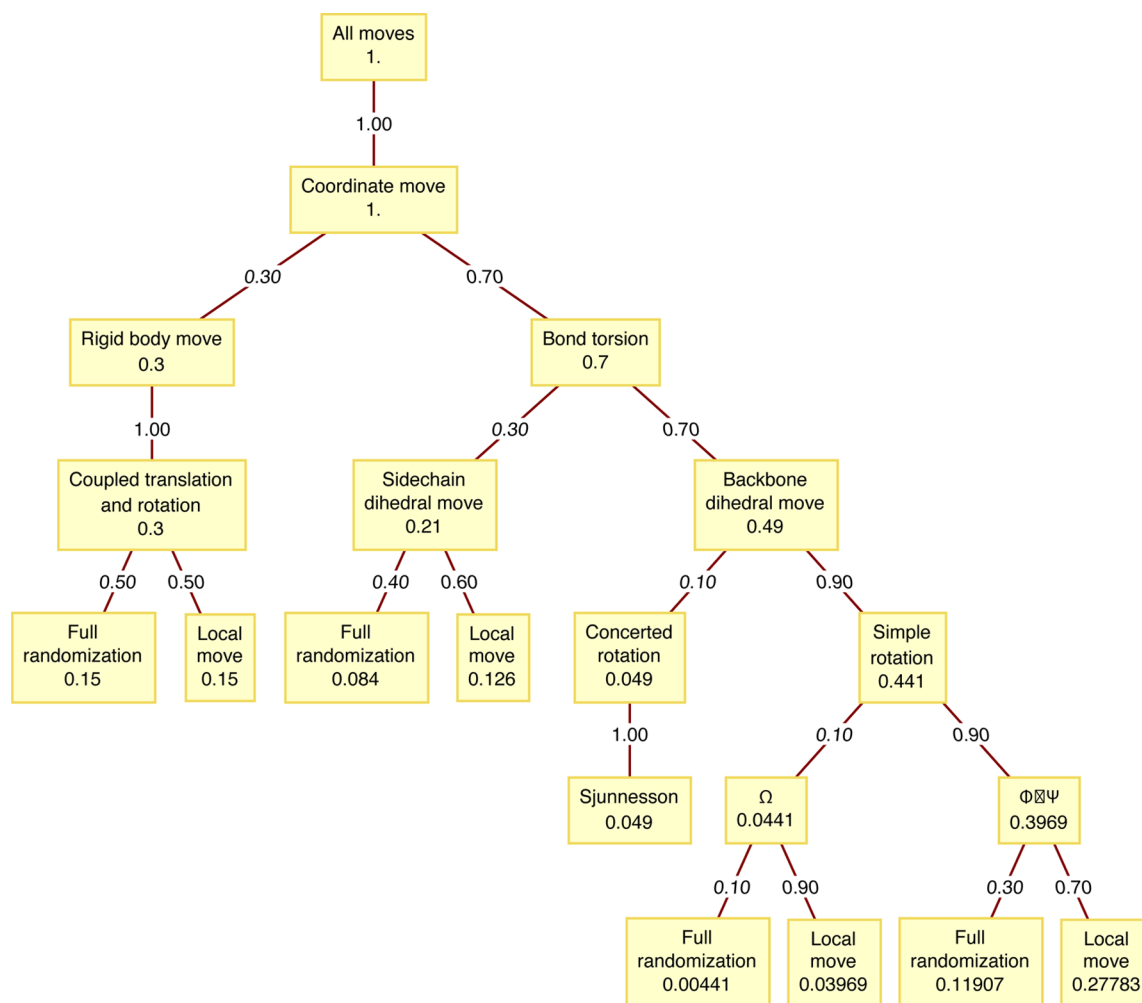 All moves
1.
1.00
Coordinate move
1.
0.30
0.70
Rigid body move
0.3
Bond torsion
0.7
1.00
0.30
0.70
Coupled translation
and rotation
0.3
Sidechain
dihedral move
0.21
Backbone
dihedral move
0.49
0.50
0.50
0.40
0.60
0.10
0.90
Full
randomization
0.15
Local
move
0.15
Full
randomization
0.084
Local
move
0.126
Concerted
rotation
0.049
Simple
rotation
0.441
1.00
0.10
0.90
Sjunnesson
0.049
Ω
0.0441
Φ☒Ψ
0.3969
0.10
0.90
0.30
0.70
Full
randomization
0.00441
Local
move
0.03969
Full
randomization
0.11907
Local
move
0.27783